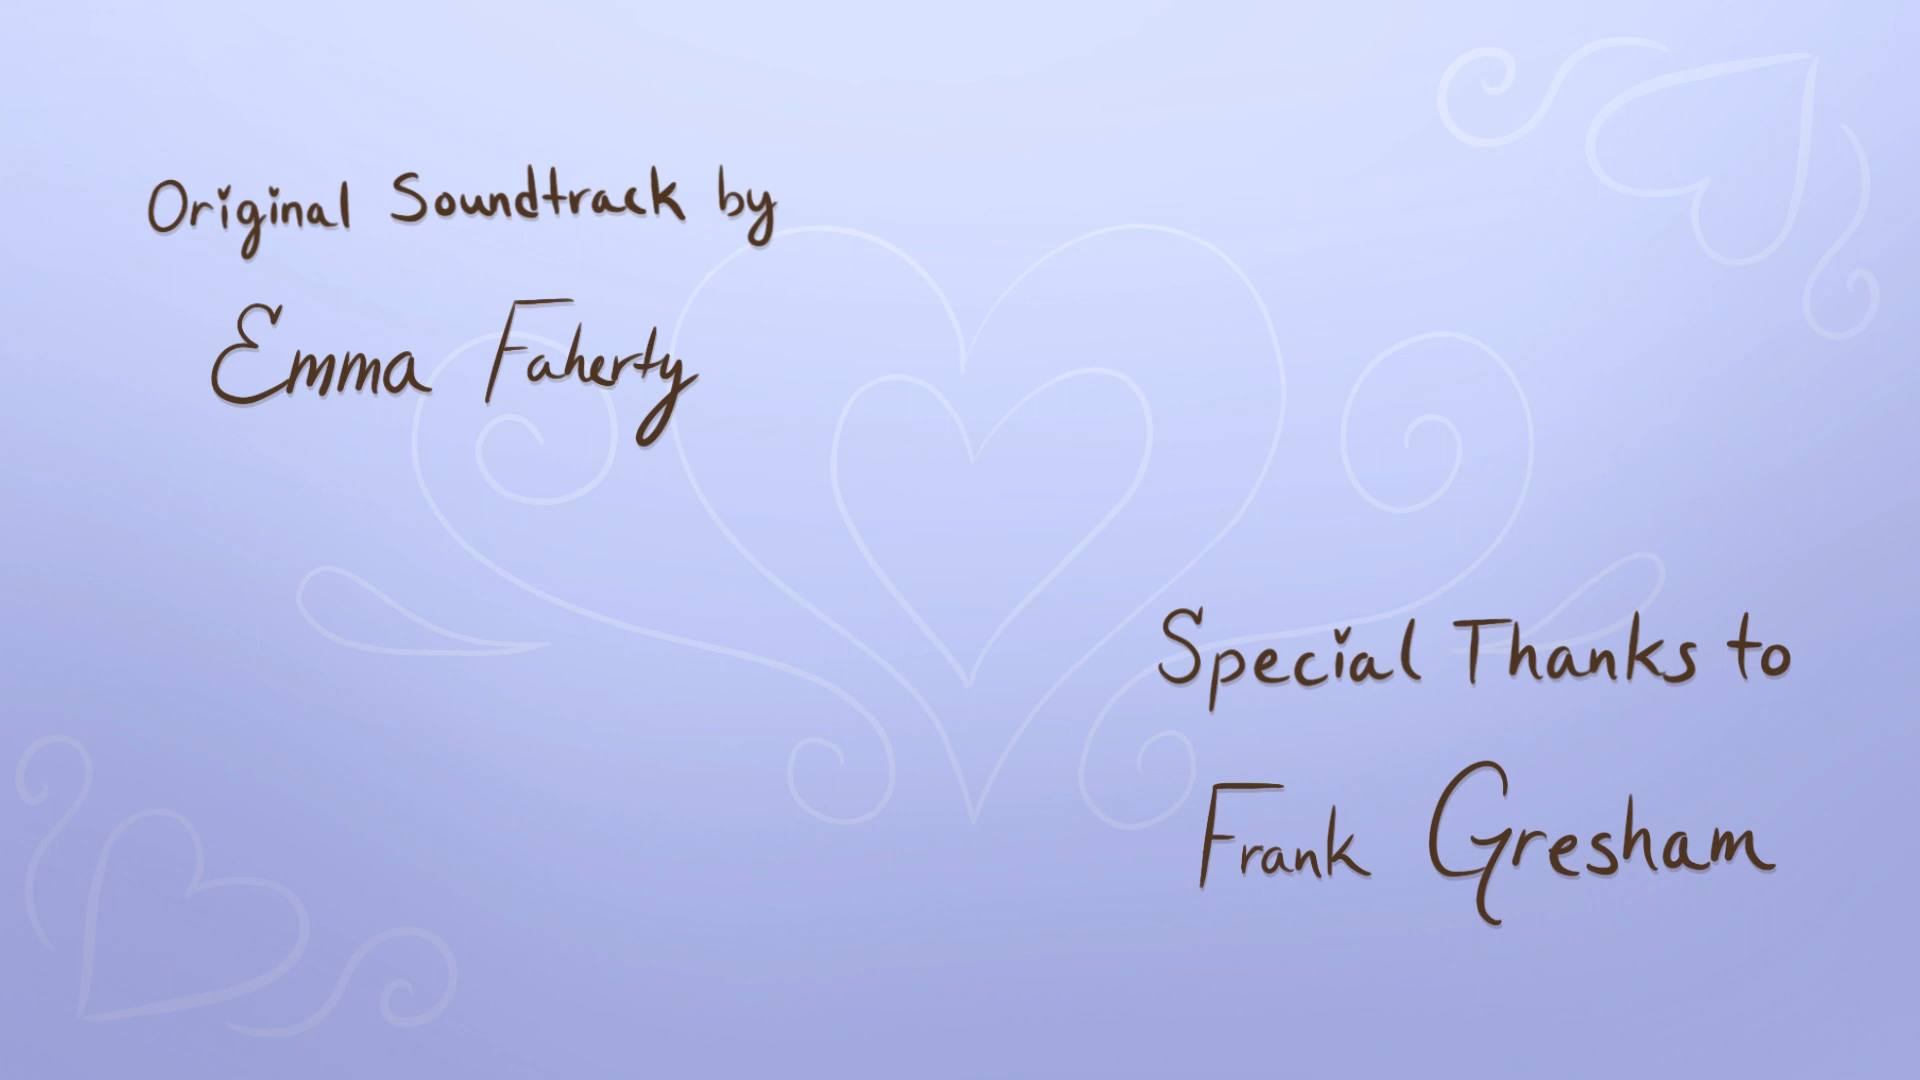 Original Soundtrack by
Emma Faherty
Special Thanks to
Frank Gresham